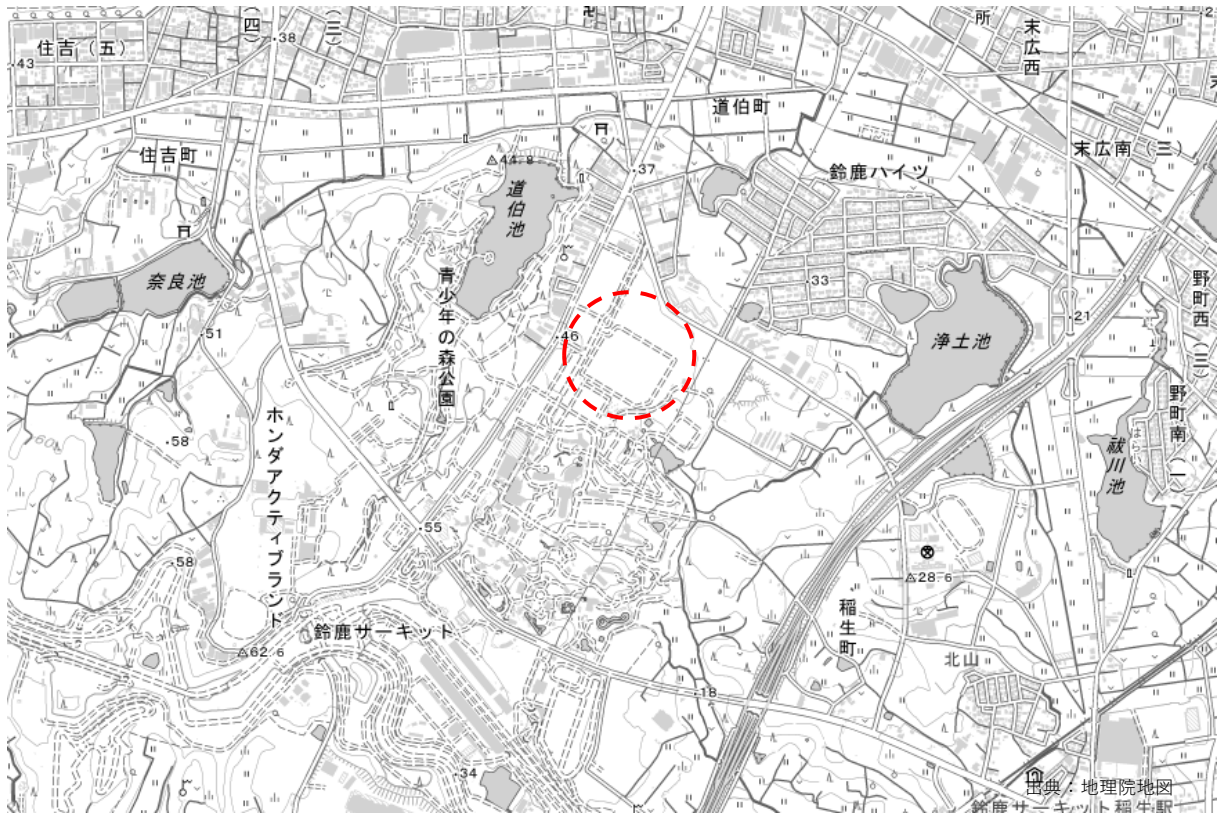 住吉（五）
（四）
（三）
・38
・43
所
末広西
・2
住吉町
道伯町
末広南（三）
△44.8
道伯池
・37
鈴鹿ハイツ
奈良池
青少年の森公園
・33
野町西（三）
・51
・46
浄土池
・21
ホンダアクティブランド
・58
60
野町南（一）
はらい
祓川池
・55
・58
△28.6
鈴鹿サーキット
稲生町
△62.6
北山
・18
・34
出典：地理院地図
鈴鹿サーキット稲生駅